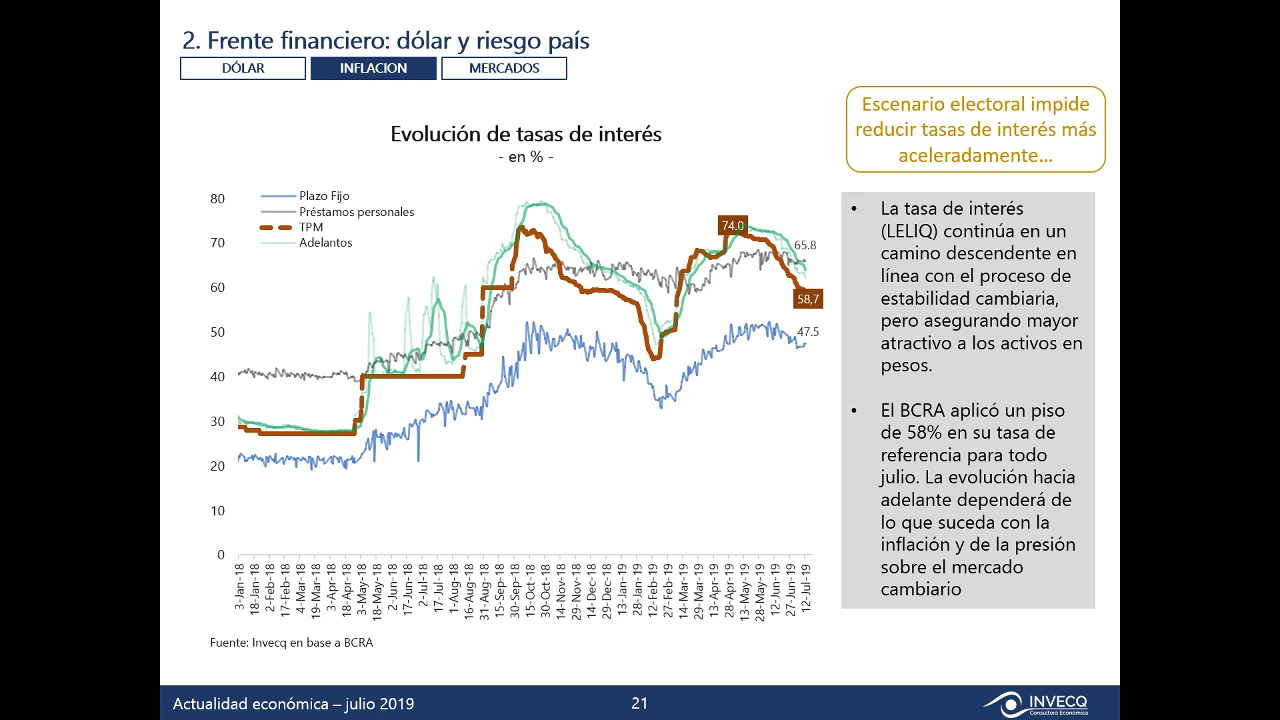 2. Frente financiero: dólar y riesgo país
DÓLAR
INFLACION
MERCADOS
Escenario electoral impide
reducir tasas de interés más
aceleradamente...
Evolución de tasas de interés
- en % -
Plazo Fijo
Préstamos personales
TPM
Adelantos
80
70
60
50
40
30
20
10
0
74.0
65.8
58,7
47.5
3-Jan-18
18-Jan-18
2-Feb-18
17-Feb-18
4-Mar-18
19-Mar-18
3-Apr-18
18-Apr-18
3-May-18
18-May-18
2-Jun-18
17-Jun-18
2-Jul-18
17-Jul-18
1-Aug-18
16-Aug-18
31-Aug-18
15-Sep-18
30-Sep-18
15-Oct-18
30-Oct-18
14-Nov-18
29-Nov-18
14-Dec-18
29-Dec-18
13-Jan-19
28-Jan-19
12-Feb-19
27-Feb-19
14-Mar-19
29-Mar-19
13-Apr-19
28-Apr-19
13-May-19
28-May-19
12-Jun-19
27-Jun-19
12-Jul-19
Fuente: Invecq en base a BCRA
• La tasa de interés
(LELIQ) continúa en un
camino descendente en
línea con el proceso de
estabilidad cambiaria,
pero asegurando mayor
atractivo a los activos en
pesos.
• El BCRA aplicó un piso
de 58% en su tasa de
referencia para todo
julio. La evolución hacia
adelante dependerá de
lo que suceda con la
inflación y de la presión
sobre el mercado
cambiario
Actualidad económica – julio 2019
21
INVECQ
Consultora Económica